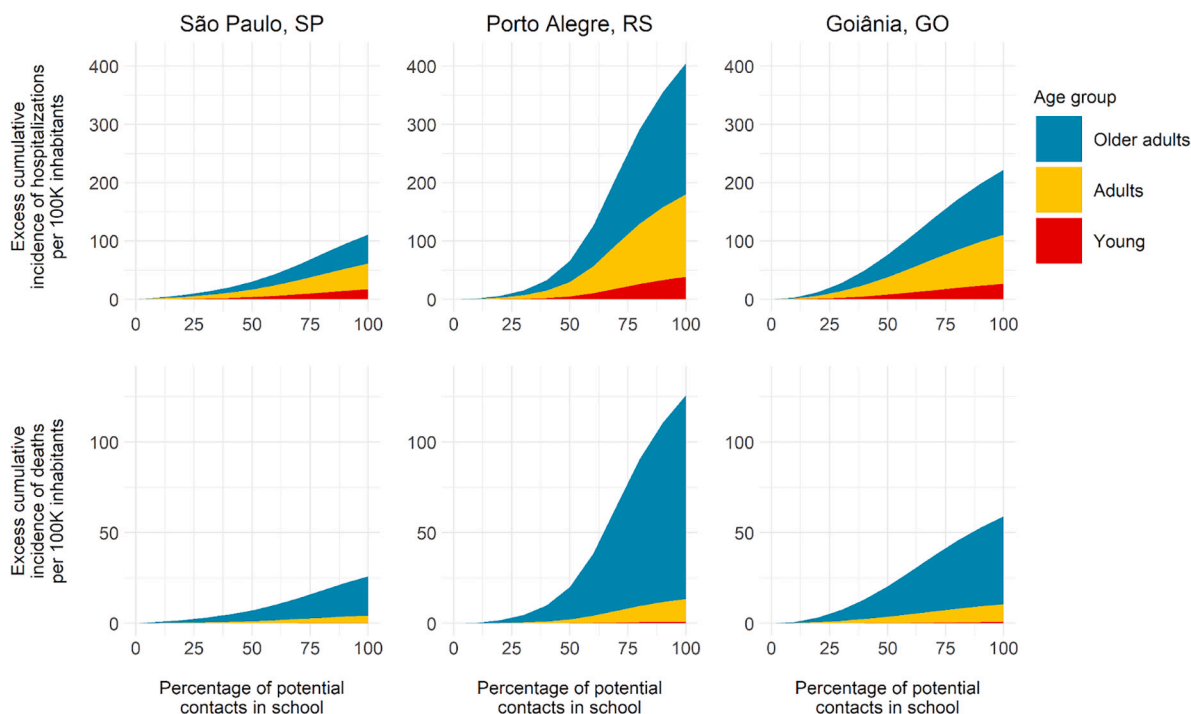 São Paulo, SP
Porto Alegre, RS
Goiânia, GO
Excess cumulative
incidence of hospitalizations
per 100K inhabitants
400
300
200
100
0
0 25 50 75 100
400
300
200
100
0
0 25 50 75 100
400
300
200
100
0
0 25 50 75 100
Age group
Older adults
Adults
Young
Excess cumulative
incidence of deaths
per 100K inhabitants
100
50
0
0 25 50 75 100
Percentage of potential
contacts in school
100
50
0
0 25 50 75 100
Percentage of potential
contacts in school
100
50
0
0 25 50 75 100
Percentage of potential
contacts in school